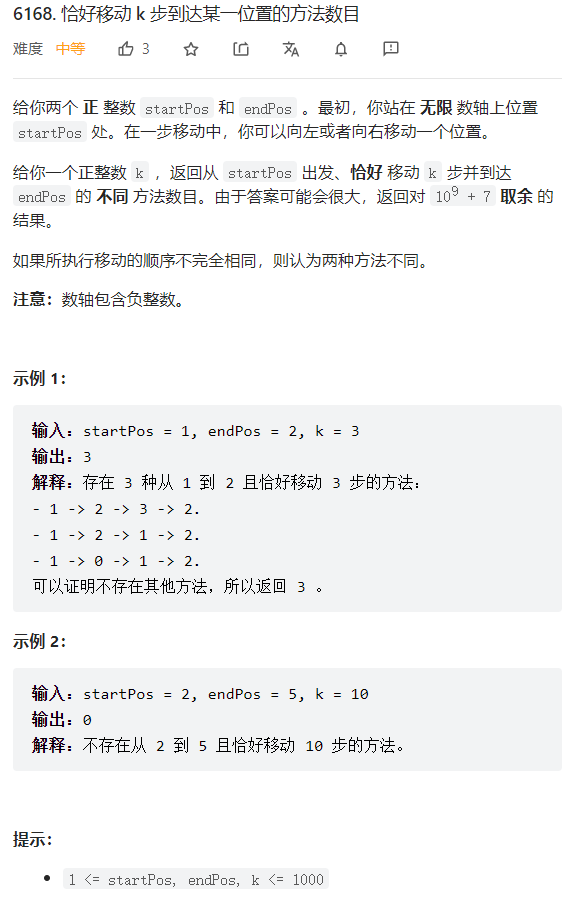 6168. 恰好移动 k 步到达某一位置的方法数目
难度 中等 3
给你两个 正 整数 startPos 和 endPos 。最初，你站在 无限 数轴上位置
startPos 处。在一步移动中，你可以向左或者向右移动一个位置。
给你一个正整数 k ，返回从 startPos 出发、恰好 移动 k 步并到达
endPos 的 不同 方法数目。由于答案可能会很大，返回对 10⁹ + 7 取余 的
结果。
如果所执行移动的顺序不完全相同，则认为两种方法不同。
注意：数轴包含负整数。
示例 1：
输入：startPos = 1, endPos = 2, k = 3
输出：3
解释：存在 3 种从 1 到 2 且恰好移动 3 步的方法：
- 1 -> 2 -> 3 -> 2.
- 1 -> 2 -> 1 -> 2.
- 1 -> 0 -> 1 -> 2.
可以证明不存在其他方法，所以返回 3 。
示例 2：
输入：startPos = 2, endPos = 5, k = 10
输出：0
解释：不存在从 2 到 5 且恰好移动 10 步的方法。
提示：
• 1 <= startPos, endPos, k <= 1000